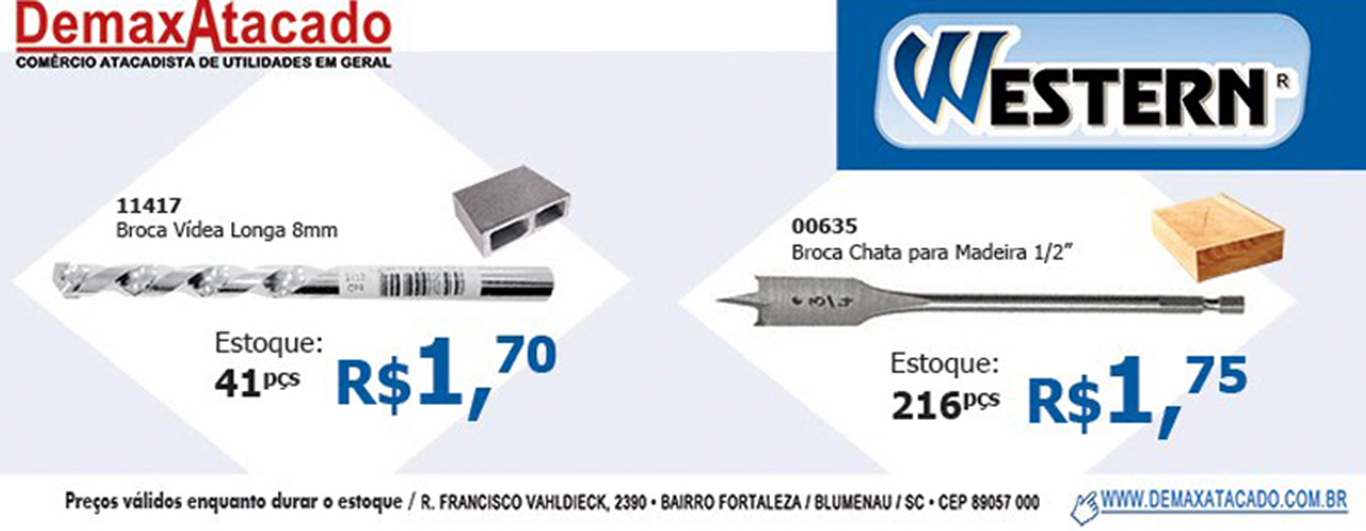 DemaxAtacado
COMÉRCIO ATACADISTA DE UTILIDADES EM GERAL
WESTERN®
11417
Broca Vídea Longa 8mm
Estoque:
41pçs
R$1,70
00635
Broca Chata para Madeira 1/2”
Estoque:
216pçs
R$1,75
Preços válidos enquanto durar o estoque / R. FRANCISCO VAHLDIECK, 2390 • BAIRRO FORTALEZA / BLUMENAU / SC • CEP 89057 000
WWW.DEMAXATACADO.COM.BR